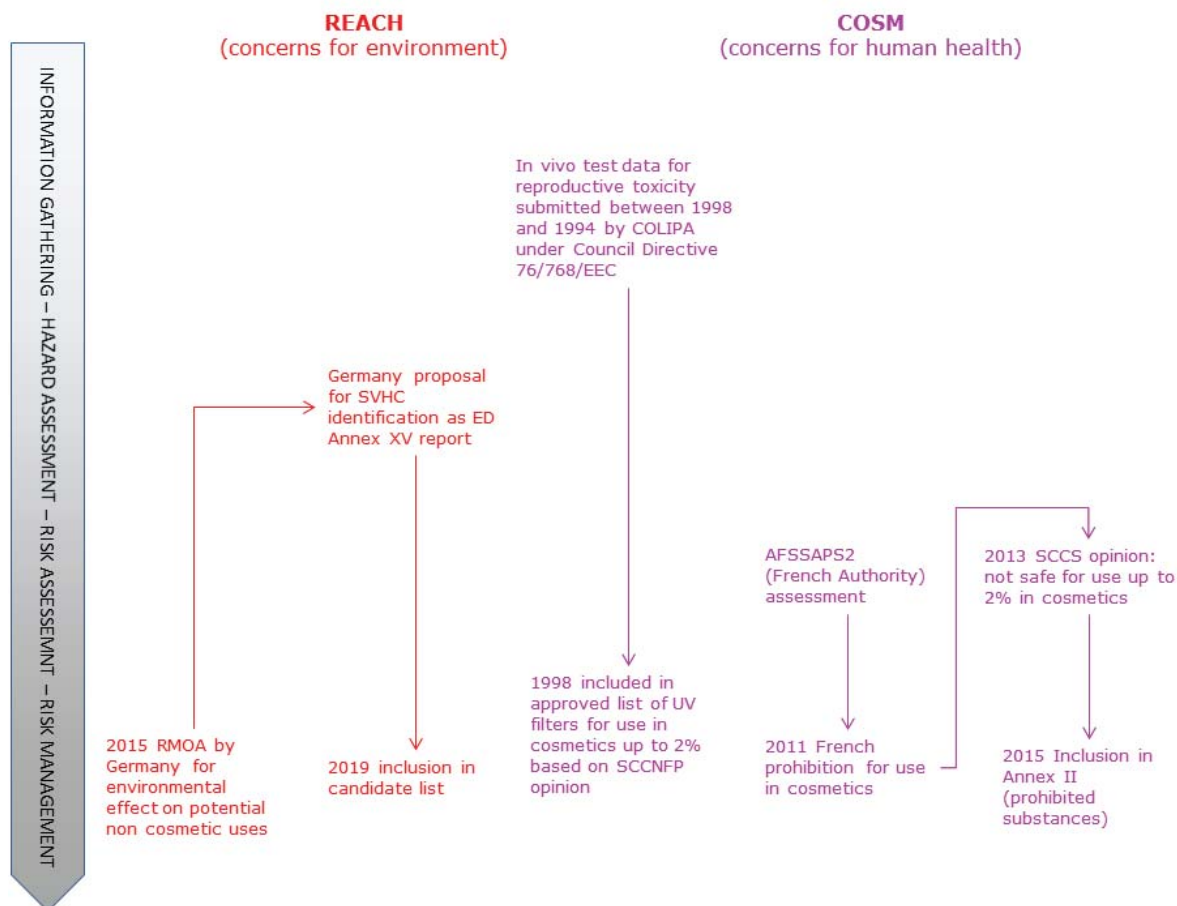 REACH
(concerns for environment)
COSM
(concerns for human health)
INFORMATION GATHERING – HAZARD ASSESSMENT – RISK ASSESSEMNT – RISK MANAGEMENT
In vivo test data for
reproductive toxicity
submitted between 1998
and 1994 by COLIPA
under Council Directive
76/768/EEC
Germany proposal
for SVHC
identification as ED
Annex XV report
AFSSAPS2
(French Authority)
assessment
2013 SCCS opinion:
not safe for use up to
2% in cosmetics
2015 RMOA by
Germany for
environmental
effect on potential
non cosmetic uses
2019 inclusion in
candidate list
1998 included in
approved list of UV
filters for use in
cosmetics up to 2%
based on SCCNFP
opinion
2011 French
prohibition for use
in cosmetics
2015 Inclusion in
Annex II
(prohibited
substances)